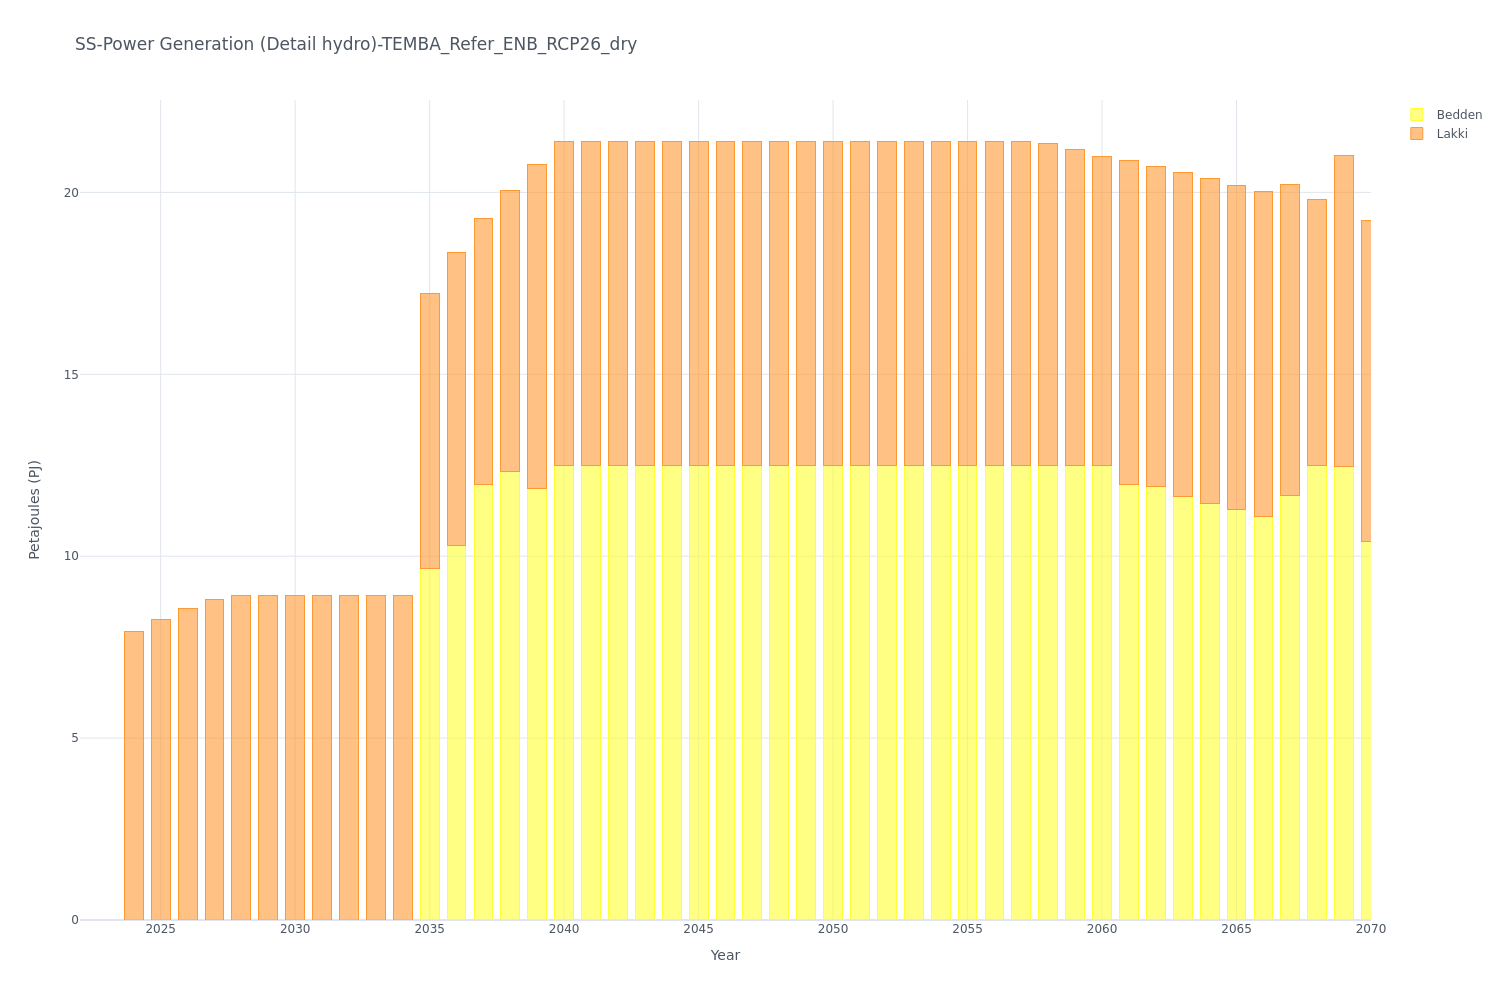 SS-Power Generation (Detail hydro)-TEMBA_Refer_ENB_RCP26_dry
Bedden
Lakki
20
15
10
5
0
Petajoules (PJ)
2025 2030 2035 2040 2045 2050 2055 2060 2065 2070
Year